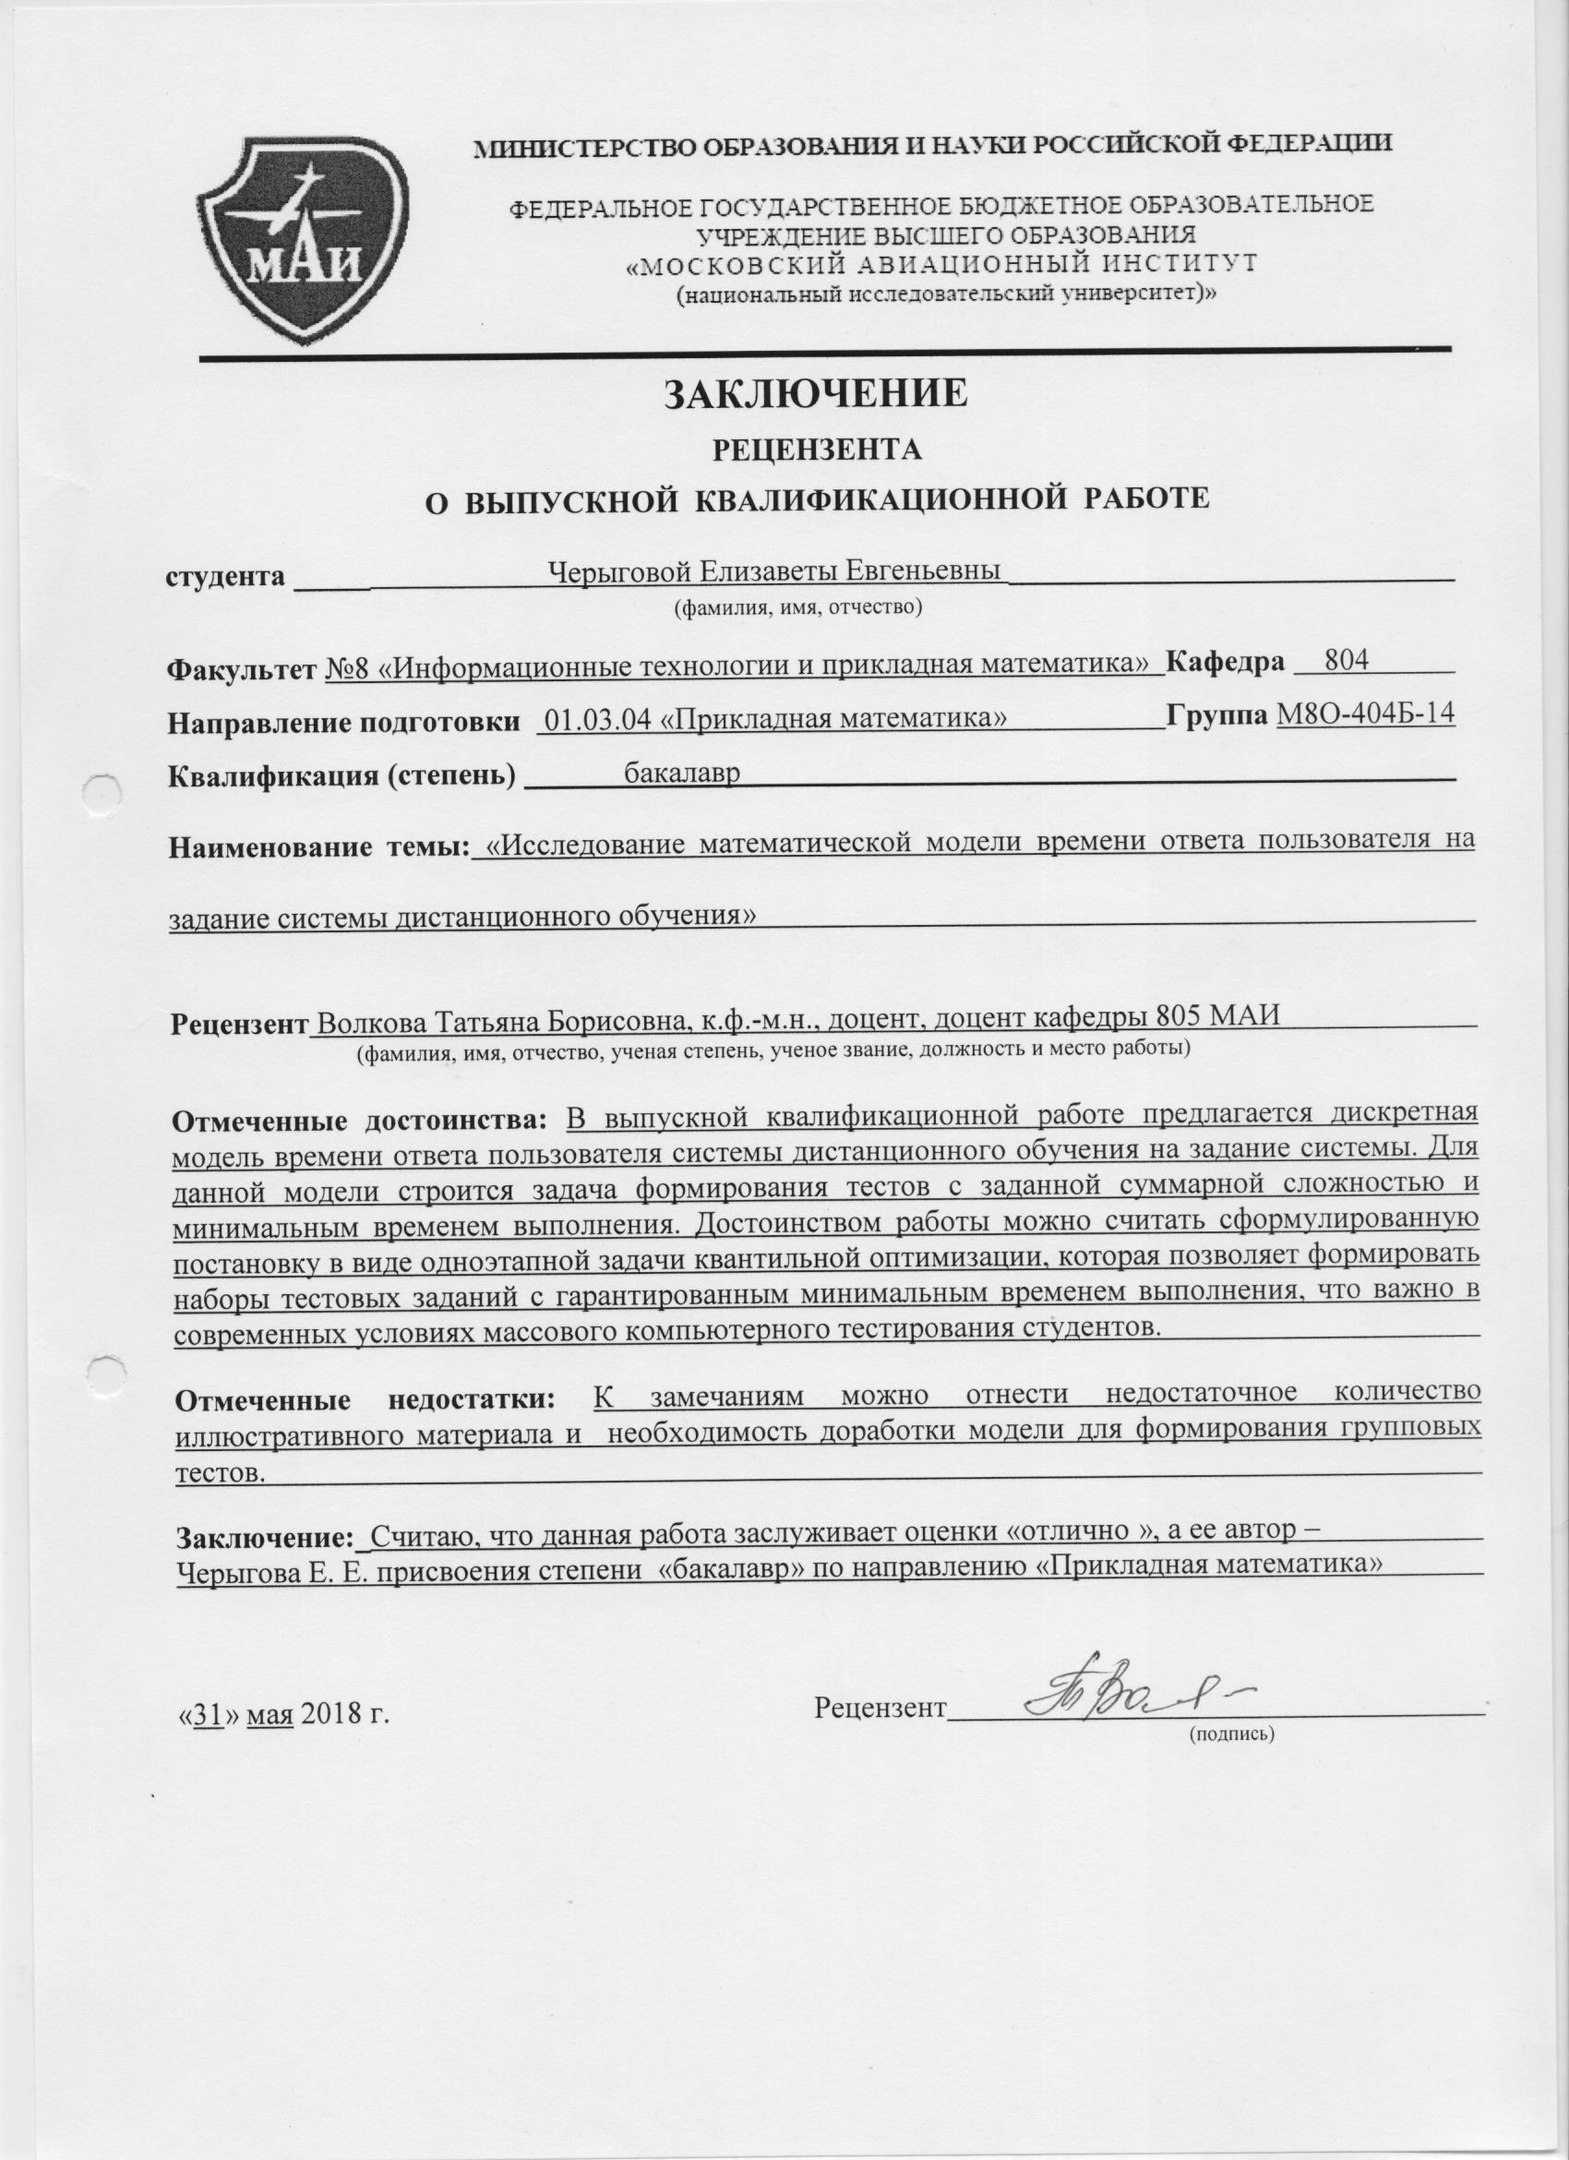 МАИ
МИНИСТЕРСТВО ОБРАЗОВАНИЯ И НАУКИ РОССИЙСКОЙ ФЕДЕРАЦИИ
ФЕДЕРАЛЬНОЕ ГОСУДАРСТВЕННОЕ БЮДЖЕТНОЕ ОБРАЗОВАТЕЛЬНОЕ
УЧРЕЖДЕНИЕ ВЫСШЕГО ОБРАЗОВАНИЯ
«МОСКОВСКИЙ АВИАЦИОННЫЙ ИНСТИТУТ
(национальный исследовательский университет)»
ЗАКЛЮЧЕНИЕ
РЕЦЕНЗЕНТА
О ВЫПУСКНОЙ КВАЛИФИКАЦИОННОЙ РАБОТЕ
студента Черыговой Елизаветы Евгеньевны
(фамилия, имя, отчество)
Факультет №8 «Информационные технологии и прикладная математика» Кафедра 804
Направление подготовки 01.03.04 «Прикладная математика» Группа М8О-404Б-14
Квалификация (степень) бакалавр
Наименование темы: «Исследование математической модели времени ответа пользователя на
задание системы дистанционного обучения»
Рецензент Волкова Татьяна Борисовна, к.ф.-м.н., доцент, доцент кафедры 805 МАИ
(фамилия, имя, отчество, ученая степень, ученое звание, должность и место работы)
Отмеченные достоинства: В выпускной квалификационной работе предлагается дискретная
модель времени ответа пользователя системы дистанционного обучения на задание системы. Для
данной модели строится задача формирования тестов с заданной суммарной сложностью и
минимальным временем выполнения. Достоинством работы можно считать сформулированную
постановку в виде одноэтапной задачи квантильной оптимизации, которая позволяет формировать
наборы тестовых заданий с гарантированным минимальным временем выполнения, что важно в
современных условиях массового компьютерного тестирования студентов.
Отмеченные недостатки: К замечаниям можно отнести недостаточное количество
иллюстративного материала и необходимость доработки модели для формирования групповых
тестов.
Заключение: Считаю, что данная работа заслуживает оценки «отлично », а ее автор –
Черыгова Е. Е. присвоения степени «бакалавр» по направлению «Прикладная математика»
«31» мая 2018 г. Рецензент
(подпись)